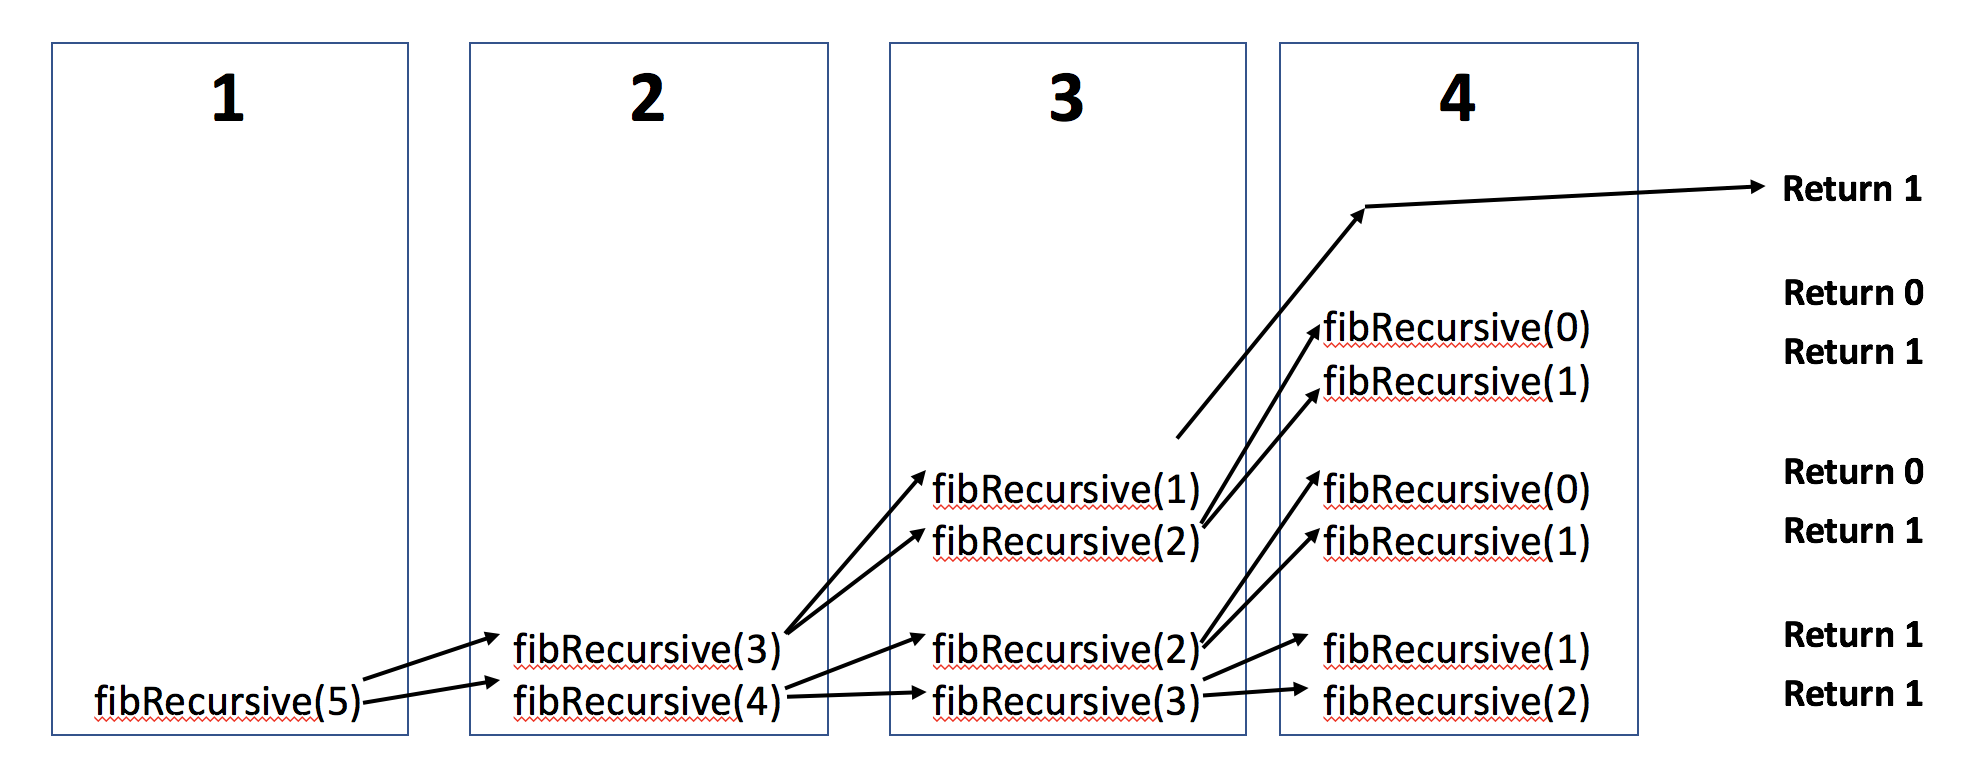 1
2
3
4
Return 1
Return 0
fibRecursive(0)
Return 1
fibRecursive(1)
Return 0
fibRecursive(1)
fibRecursive(0)
Return 1
fibRecursive(2)
fibRecursive(1)
Return 1
fibRecursive(3)
fibRecursive(2)
fibRecursive(1)
Return 1
fibRecursive(5)
fibRecursive(4)
fibRecursive(3)
fibRecursive(2)